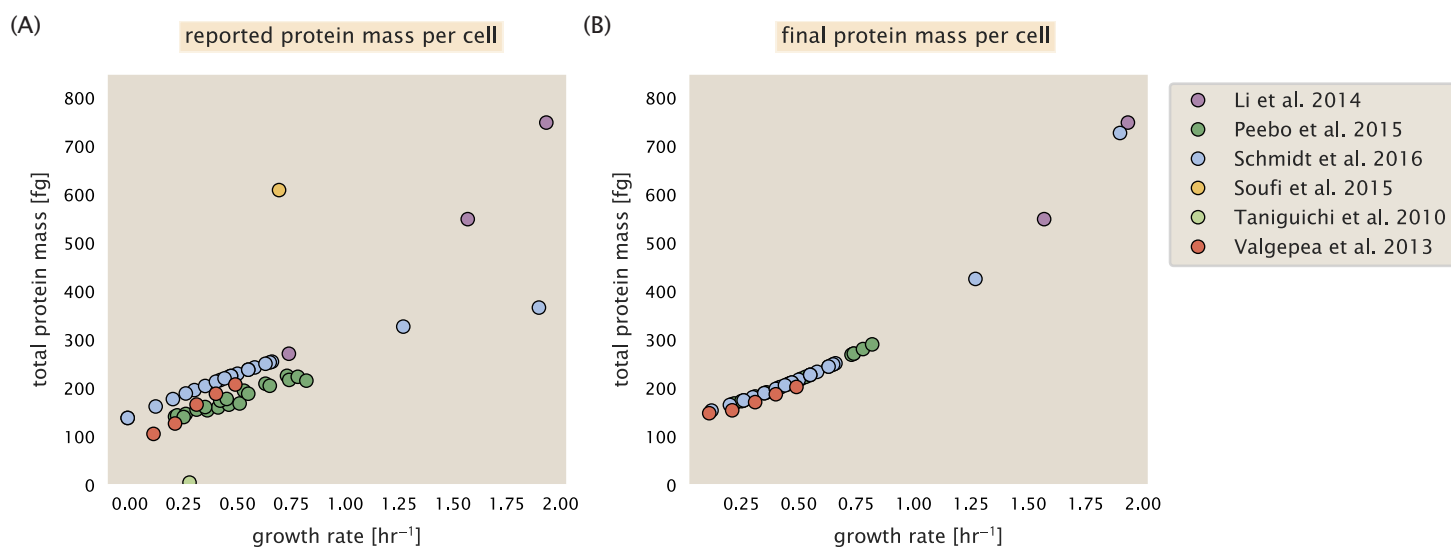 (A)
reported protein mass per cell
800
700
600
500
400
300
200
100
0
total protein mass [fg]
0.00 0.25 0.50 0.75 1.00 1.25 1.50 1.75 2.00
growth rate [hr⁻¹]
(B)
final protein mass per cell
800
700
600
500
400
300
200
100
0
total protein mass [fg]
0.25 0.50 0.75 1.00 1.25 1.50 1.75 2.00
growth rate [hr⁻¹]
Li et al. 2014
Peebo et al. 2015
Schmidt et al. 2016
Soufi et al. 2015
Taniguichi et al. 2010
Valgepea et al. 2013